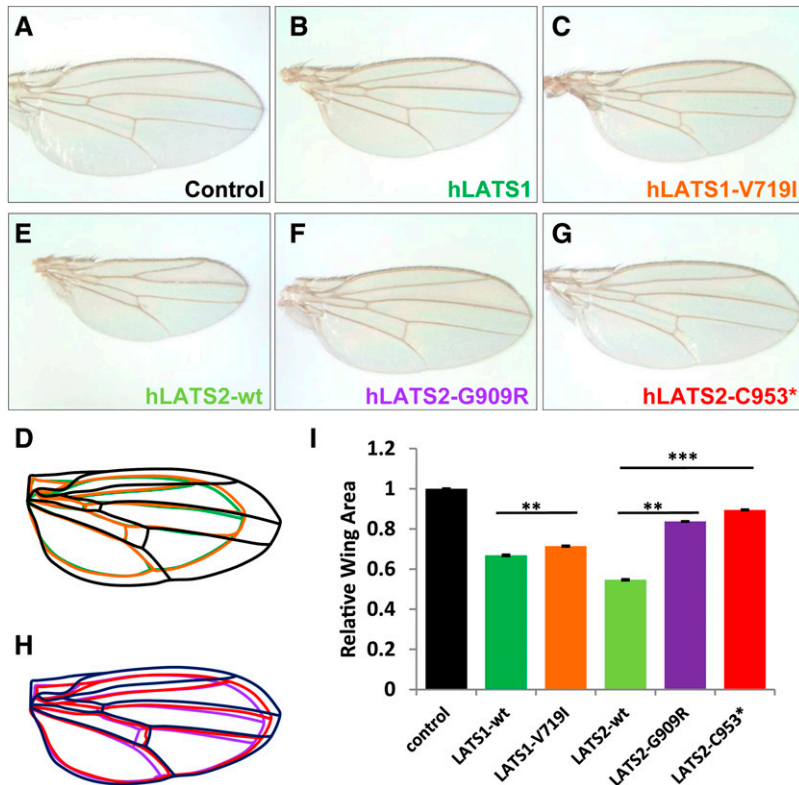 A
Control
B
hLATS1
C
hLATS1-V719I
E
hLATS2-wt
F
hLATS2-G909R
G
hLATS2-C953*
D
H
I
Relative Wing Area
1.2
1
0.8
0.6
0.4
0.2
0
**
**
***
control
LATS1-wt
LATS1-V719I
LATS2-wt
LATS2-G909R
LATS2-C953*